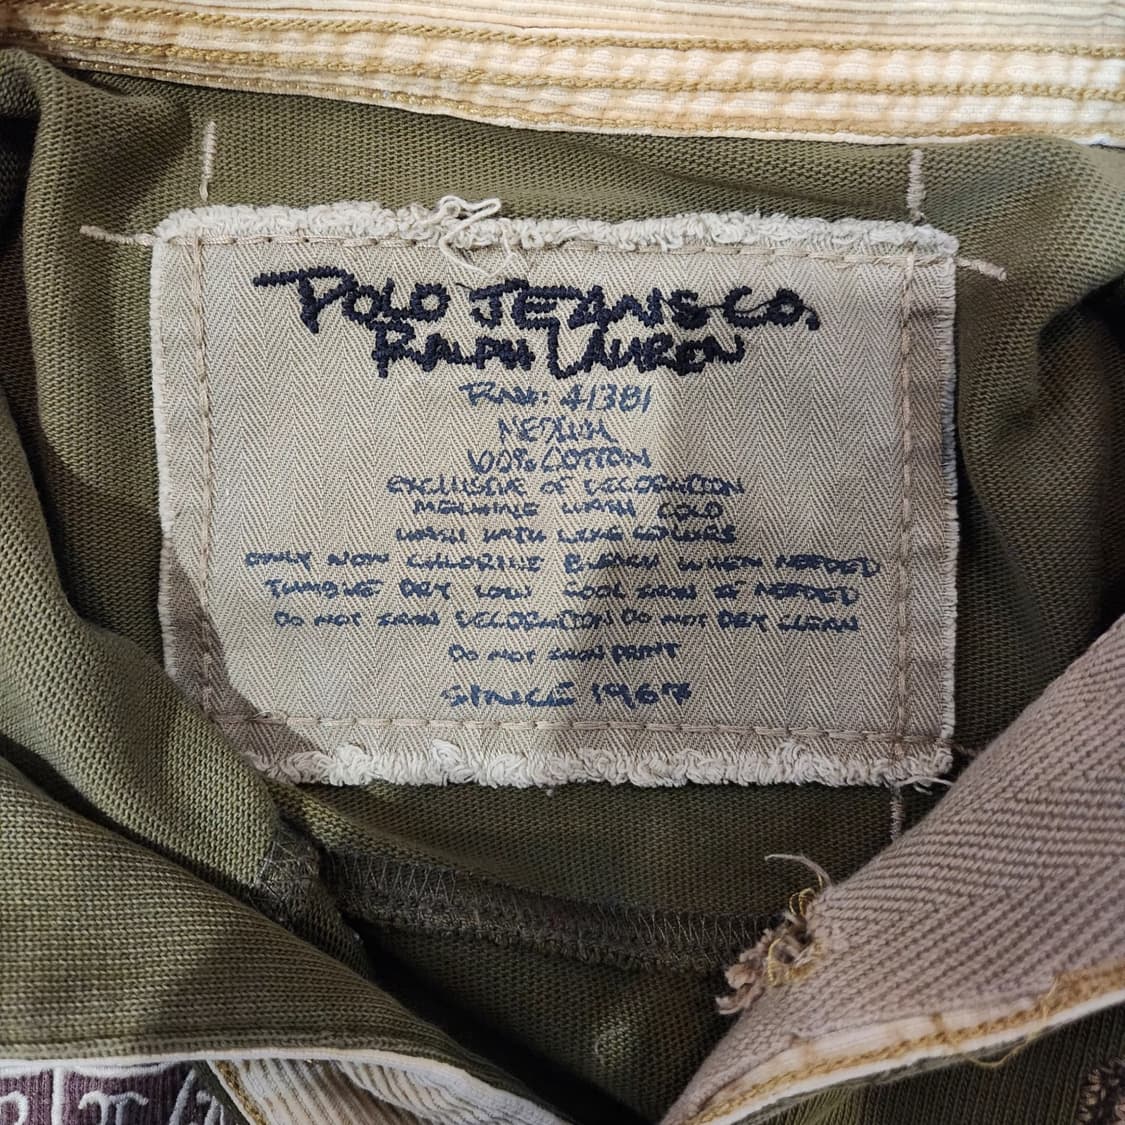 POLO JEANS CO.
RALPH LAUREN
RN#: 41381
MEDIUM
100% COTTON
EXCLUSIVE OF DECORATION
MACHINE WASH COLD
WASH WITH LIKE COLORS
ONLY NON CHLORINE BLEACH WHEN NEEDED
TUMBLE DRY LOW COOL IRON IF NEEDED
DO NOT IRON DECORATION DO NOT DRY CLEAN
DO NOT IRON PRINT
SINCE 1967